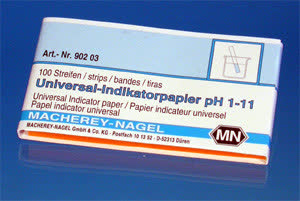 Art.- Nr. 902 03
100 Streifen / strips / bandes / tiras
Universal-Indikatorpapier pH 1-11
Universal Indicator paper / Papier indicateur universel
Papel indicator universal
MACHEREY-NAGEL
MACHEREY-NAGEL GmbH & Co. KG · Postfach 10 13 52 · D-52313 Düren
MN